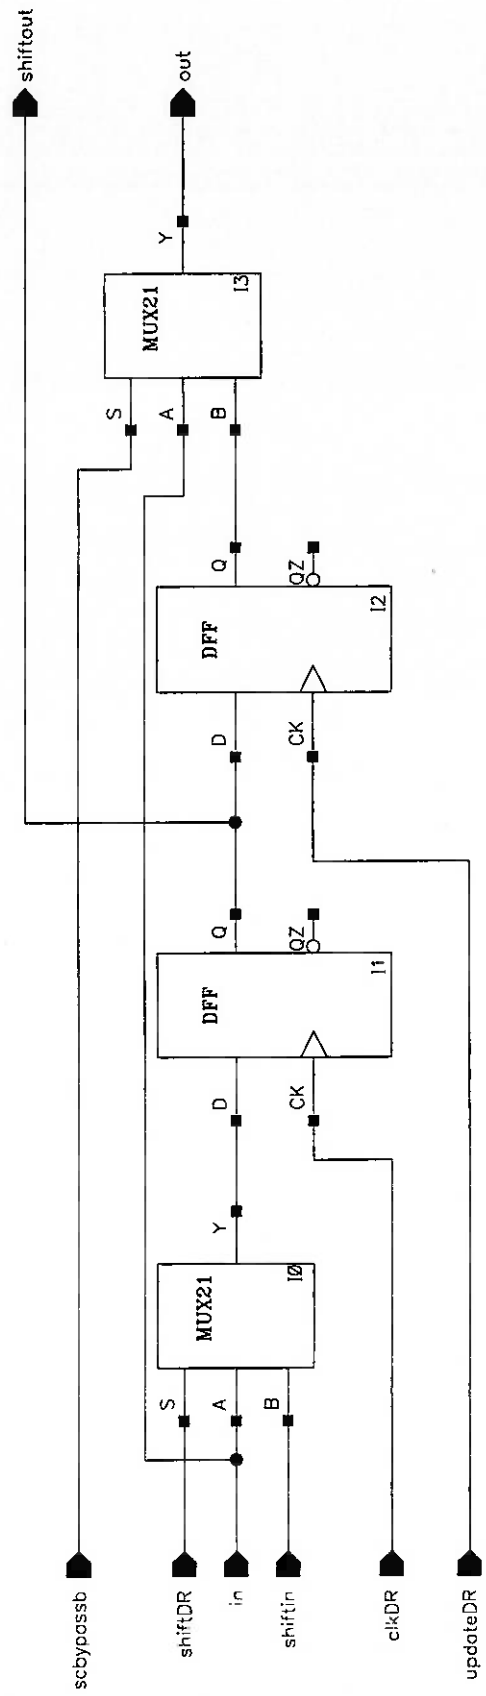 shiftout
out
Y
MUX21
I3
S
A
B
Q
QZ
DFF
I2
D
CK
Q
QZ
DFF
I1
D
CK
Y
MUX21
I0
S
A
B
scbypassb
shiftDR
in
shiftin
clkDR
updateDR